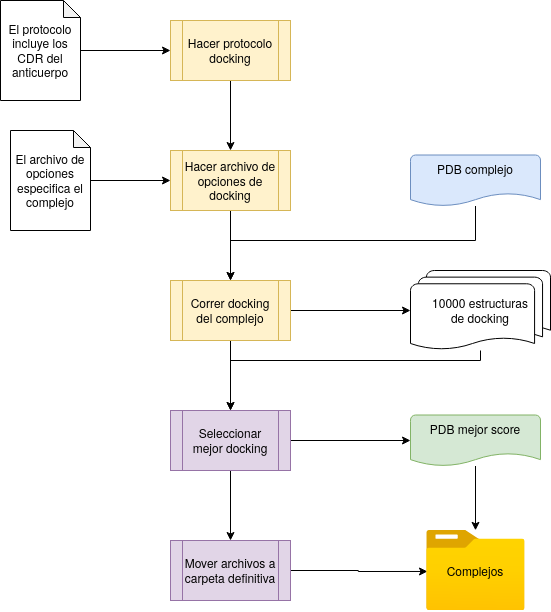 El protocolo
incluye los
CDR del
anticuerpo
Hacer protocolo
docking
El archivo de
opciones
especifica el
complejo
Hacer archivo de
opciones de
docking
PDB complejo
Correr docking
del complejo
10000 estructuras
de docking
Seleccionar
mejor docking
PDB mejor score
Mover archivos a
carpeta definitiva
Complejos